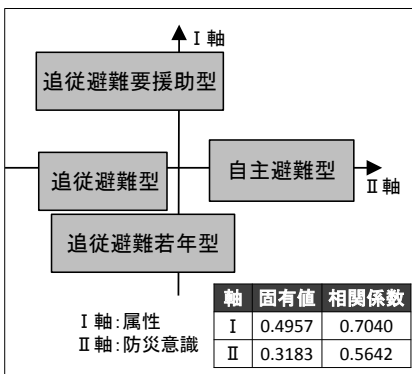 Ⅰ軸
追従避難要援助型
自主避難型
追従避難型
Ⅱ軸
追従避難若年型
Ⅰ軸:属性
Ⅱ軸:防災意識
軸 固有値 相関係数
Ⅰ 0.4957 0.7040
Ⅱ 0.3183 0.5642